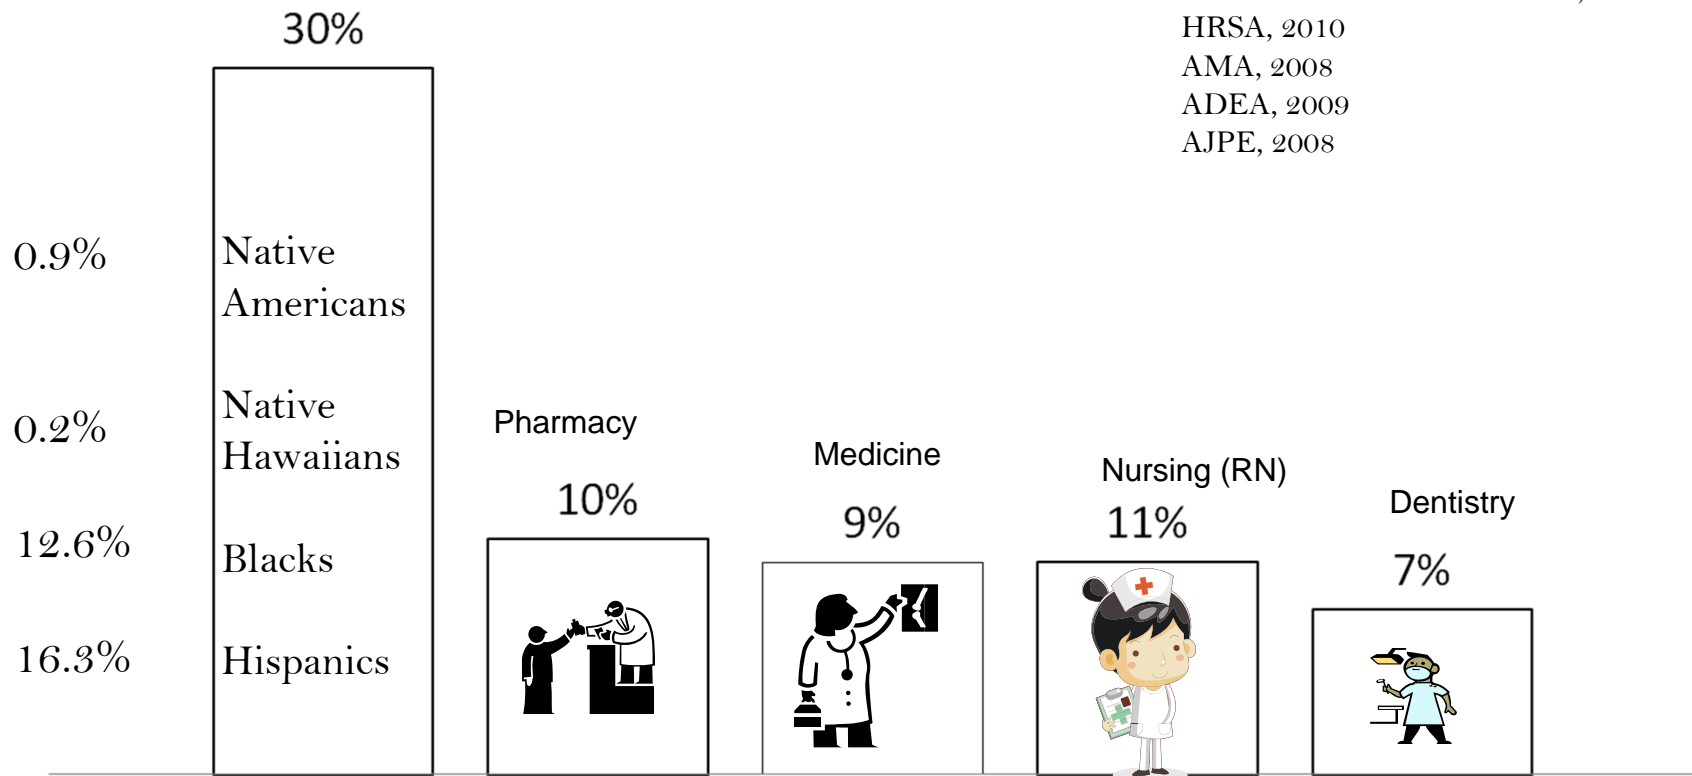 30%
HRSA, 2010
AMA, 2008
ADEA, 2009
AJPE, 2008
0.9%
Native
Americans
0.2%
Native
Hawaiians
12.6%
Blacks
16.3%
Hispanics
Pharmacy
10%
Medicine
9%
Nursing (RN)
11%
Dentistry
7%